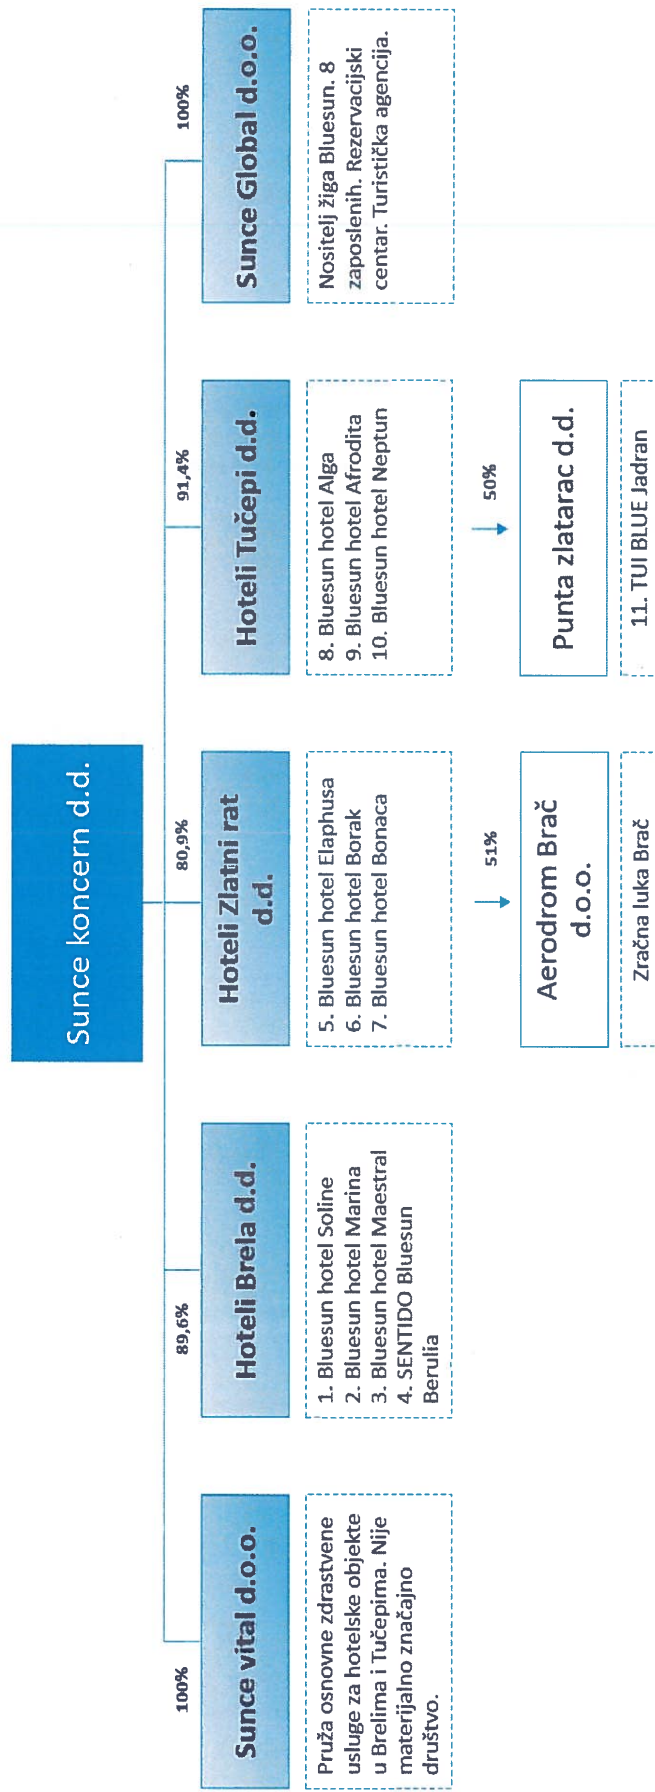 Sunce koncern d.d.
100%
Sunce vital d.o.o.
Pruža osnovne zdrastvene
usluge za hotelske objekte
u Brelima i Tučepima. Nije
materijalno značajno
društvo.
89,6%
Hoteli Brela d.d.
1. Bluesun hotel Soline
2. Bluesun hotel Marina
3. Bluesun hotel Maestral
4. SENTIDO Bluesun
Berulia
80,9%
Hoteli Zlatni rat
d.d.
5. Bluesun hotel Elaphusa
6. Bluesun hotel Borak
7. Bluesun hotel Bonaca
51%
Aerodrom Brač
d.o.o.
Zračna luka Brač
91,4%
Hoteli Tučepi d.d.
8. Bluesun hotel Alga
9. Bluesun hotel Afrodita
10. Bluesun hotel Neptun
50%
Punta zlatarac d.d.
11. TUI BLUE Jadran
100%
Sunce Global d.o.o.
Nositelj žiga Bluesun. 8
zaposlenih. Rezervacijski
centar. Turistička agencija.